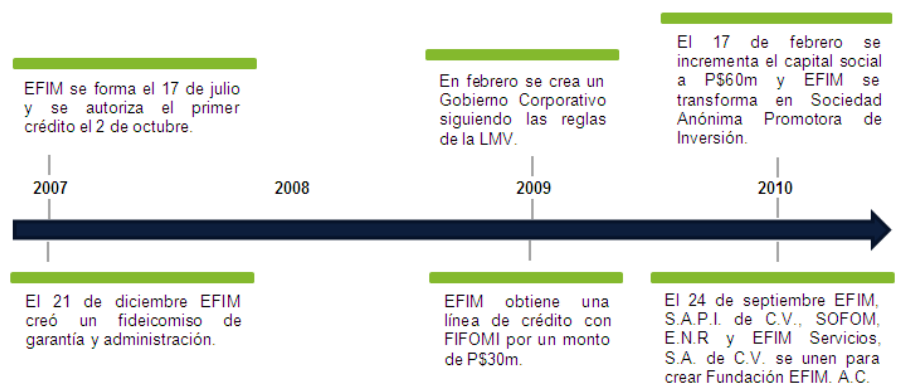 EFIM se forma el 17 de julio
y se autoriza el primer
crédito el 2 de octubre.
En febrero se crea un
Gobierno Corporativo
siguiendo las reglas
de la LMV.
El 17 de febrero se
incrementa el capital social
a P$60m y EFIM se
transforma en Sociedad
Anónima Promotora de
Inversión.
2007
2008
2009
2010
El 21 de diciembre EFIM
creó un fideicomiso de
garantía y administración.
EFIM obtiene una
línea de crédito con
FIFOMI por un monto
de P$30m.
El 24 de septiembre EFIM,
S.A.P.I. de C.V., SOFOM,
E.N.R y EFIM Servicios,
S.A. de C.V. se unen para
crear Fundación EFIM. A.C.